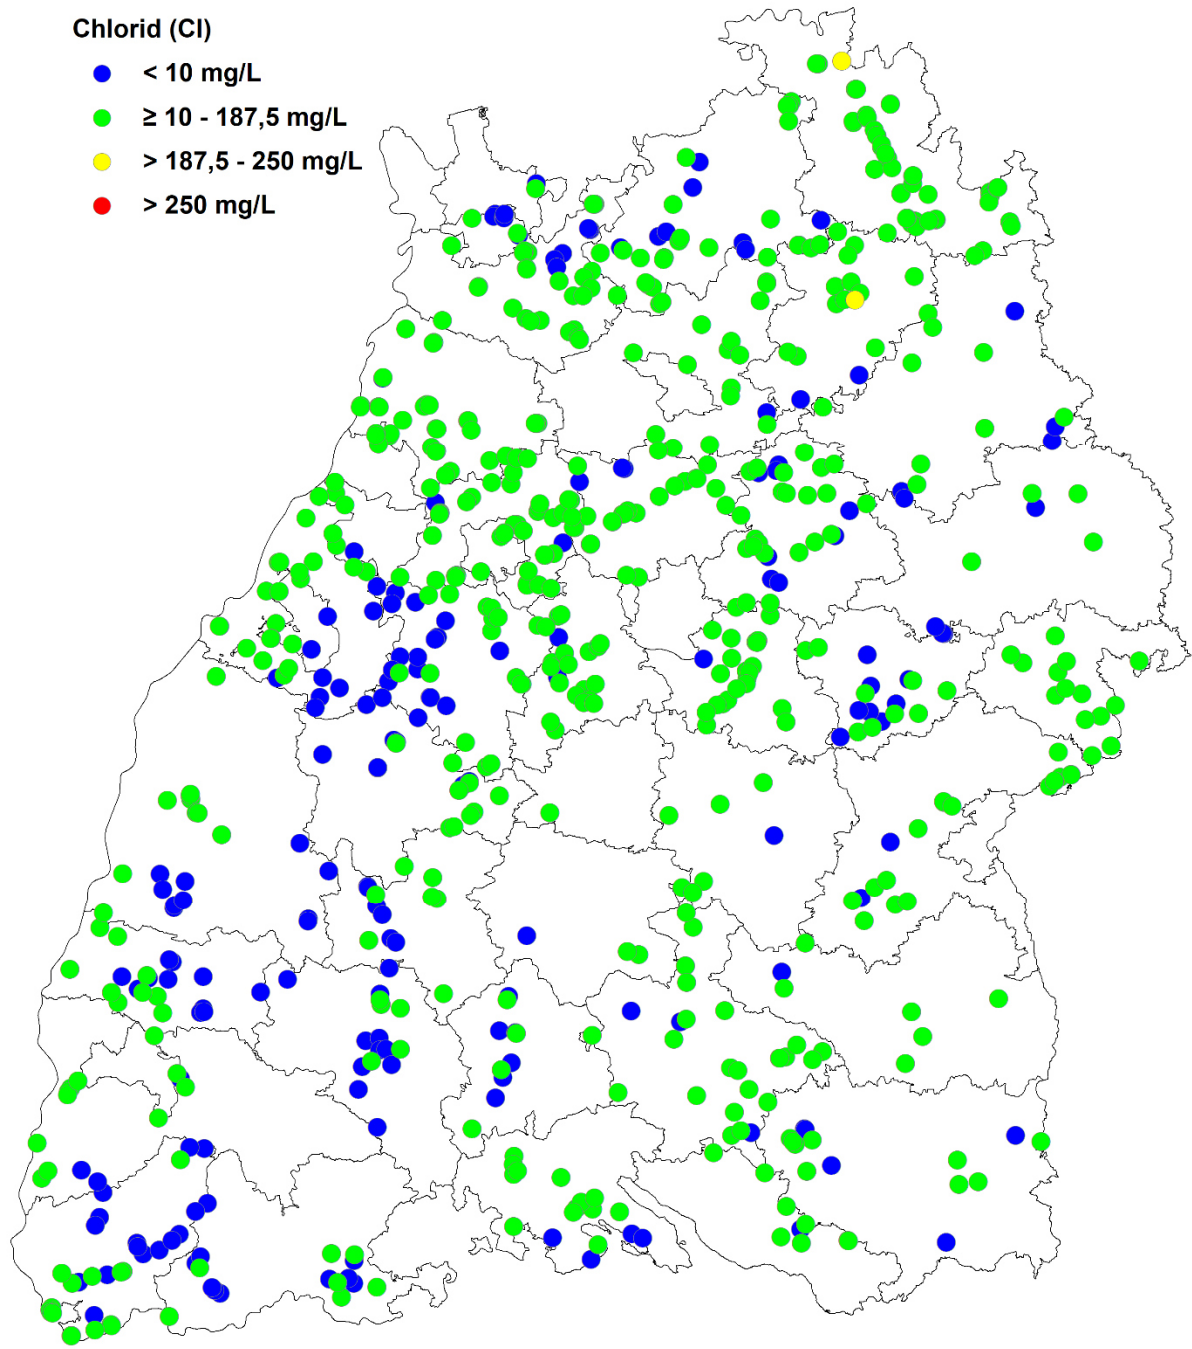 Chlorid (Cl)
< 10 mg/L
≥ 10 - 187,5 mg/L
> 187,5 - 250 mg/L
> 250 mg/L